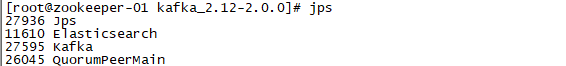 [root@zookeeper-01 kafka_2.12-2.0.0]# jps
27936 Jps
11610 Elasticsearch
27595 Kafka
26045 QuorumPeerMain